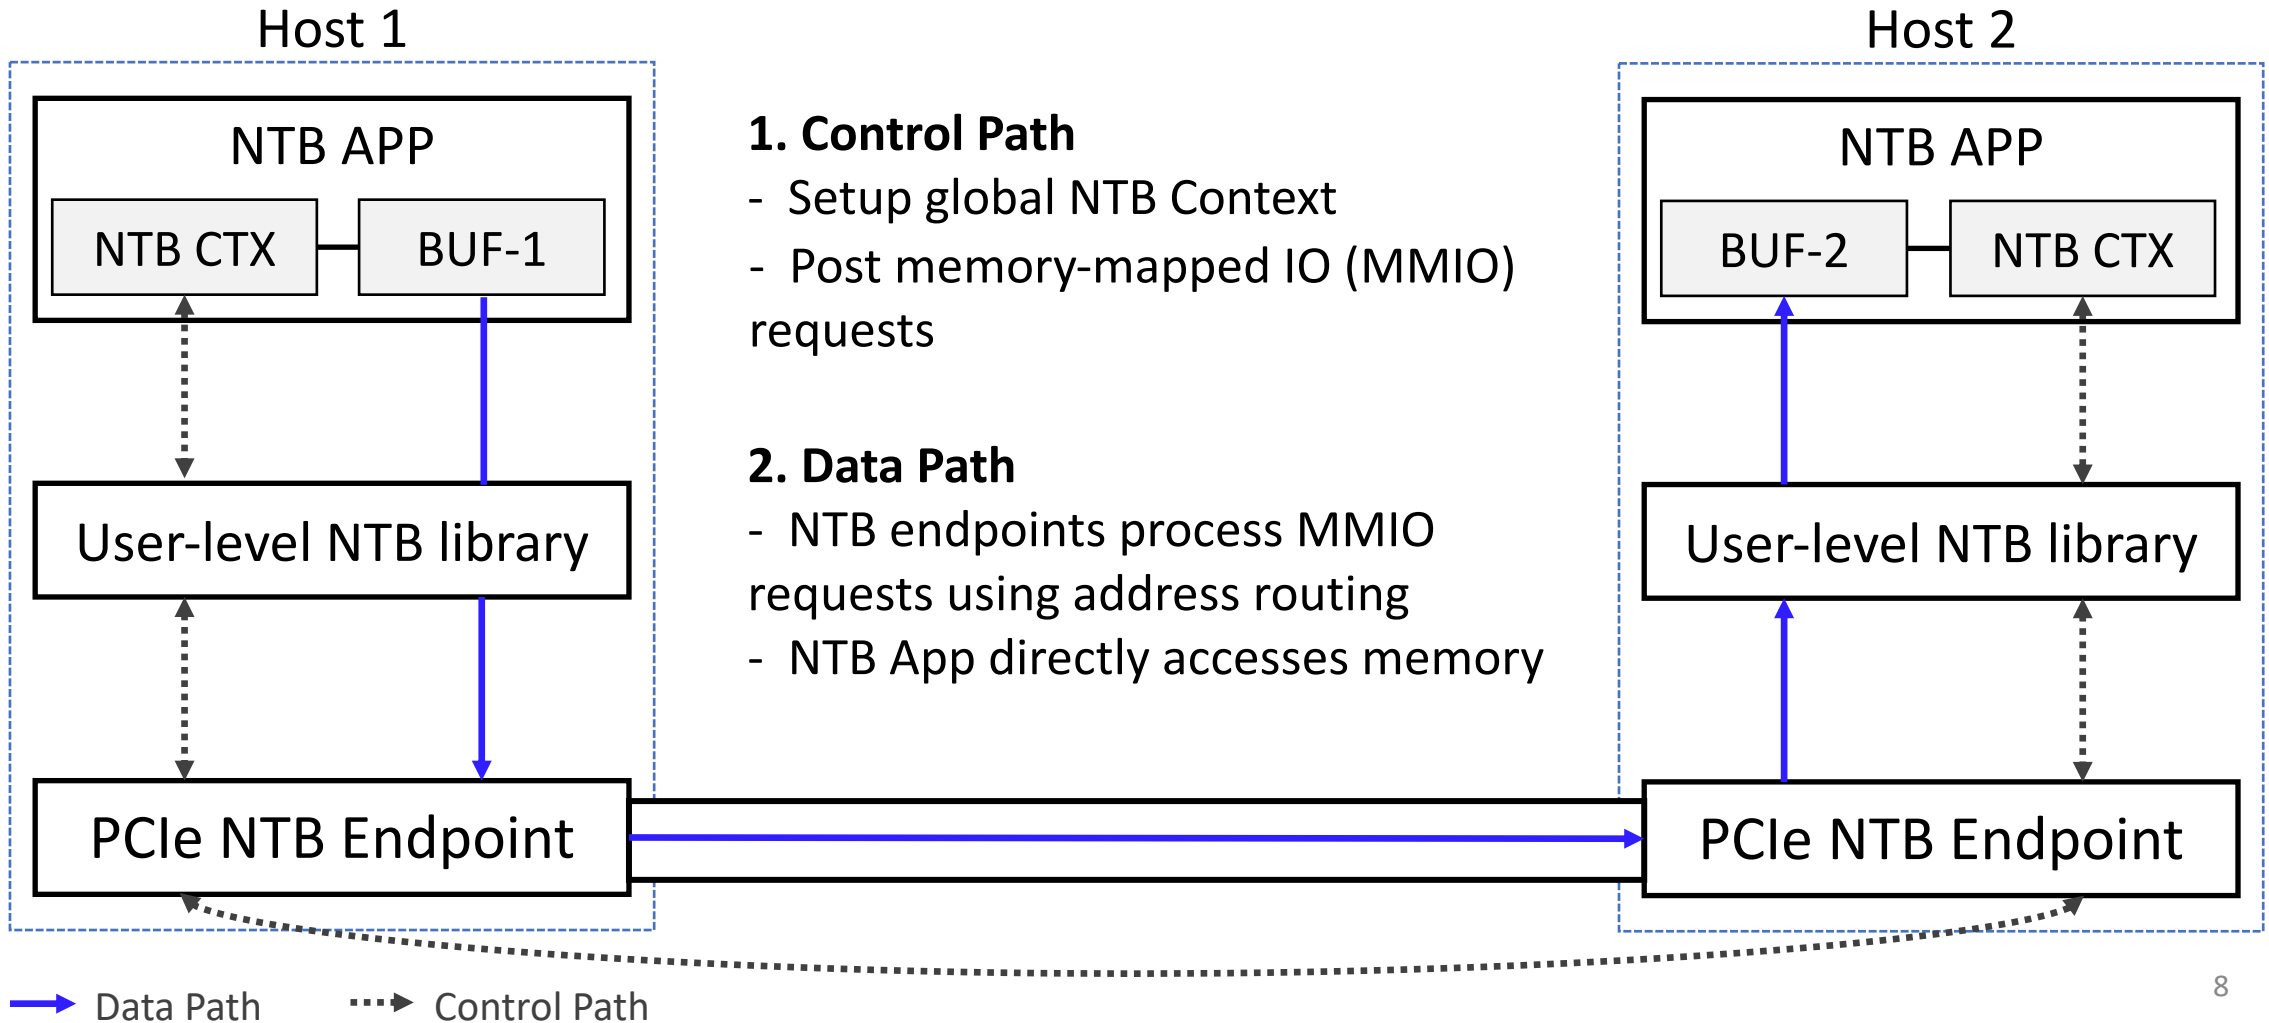 Host 1
NTB APP
NTB CTX
BUF-1
User-level NTB library
PCIe NTB Endpoint
1. Control Path
- Setup global NTB Context
- Post memory-mapped IO (MMIO)
requests
2. Data Path
- NTB endpoints process MMIO
requests using address routing
- NTB App directly accesses memory
Host 2
NTB APP
BUF-2
NTB CTX
User-level NTB library
PCIe NTB Endpoint
Data Path
Control Path
8